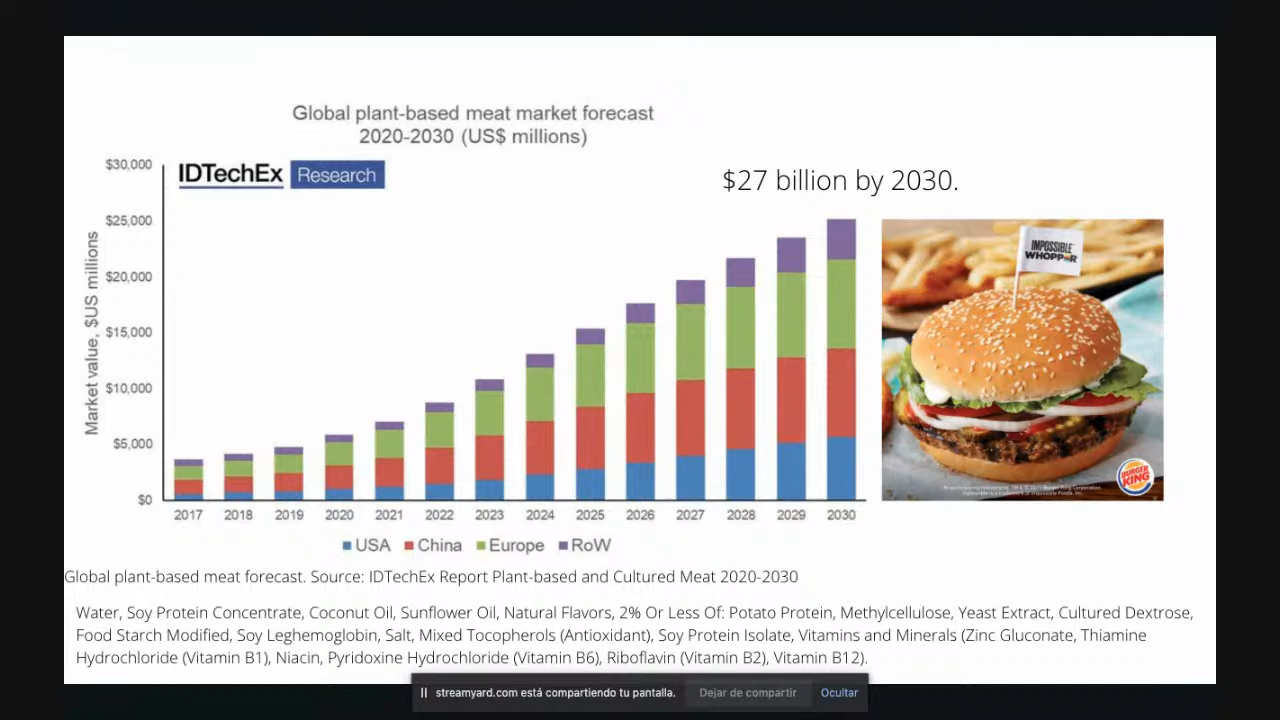 Global plant-based meat market forecast
2020-2030 (US$ millions)
IDTechEx Research
$27 billion by 2030.
Market value, $US millions
$30,000
$25,000
$20,000
$15,000
$10,000
$5,000
$0
2017 2018 2019 2020 2021 2022 2023 2024 2025 2026 2027 2028 2029 2030
USA China Europe RoW
IMPOSSIBLE
WHOPPER
BURGER
KING
Global plant-based meat forecast. Source: IDTechEx Report Plant-based and Cultured Meat 2020-2030
Water, Soy Protein Concentrate, Coconut Oil, Sunflower Oil, Natural Flavors, 2% Or Less Of: Potato Protein, Methylcellulose, Yeast Extract, Cultured Dextrose,
Food Starch Modified, Soy Leghemoglobin, Salt, Mixed Tocopherols (Antioxidant), Soy Protein Isolate, Vitamins and Minerals (Zinc Gluconate, Thiamine
Hydrochloride (Vitamin B1), Niacin, Pyridoxine Hydrochloride (Vitamin B6), Riboflavin (Vitamin B2), Vitamin B12).
streamyard.com está compartiendo tu pantalla. Dejar de compartir Ocultar